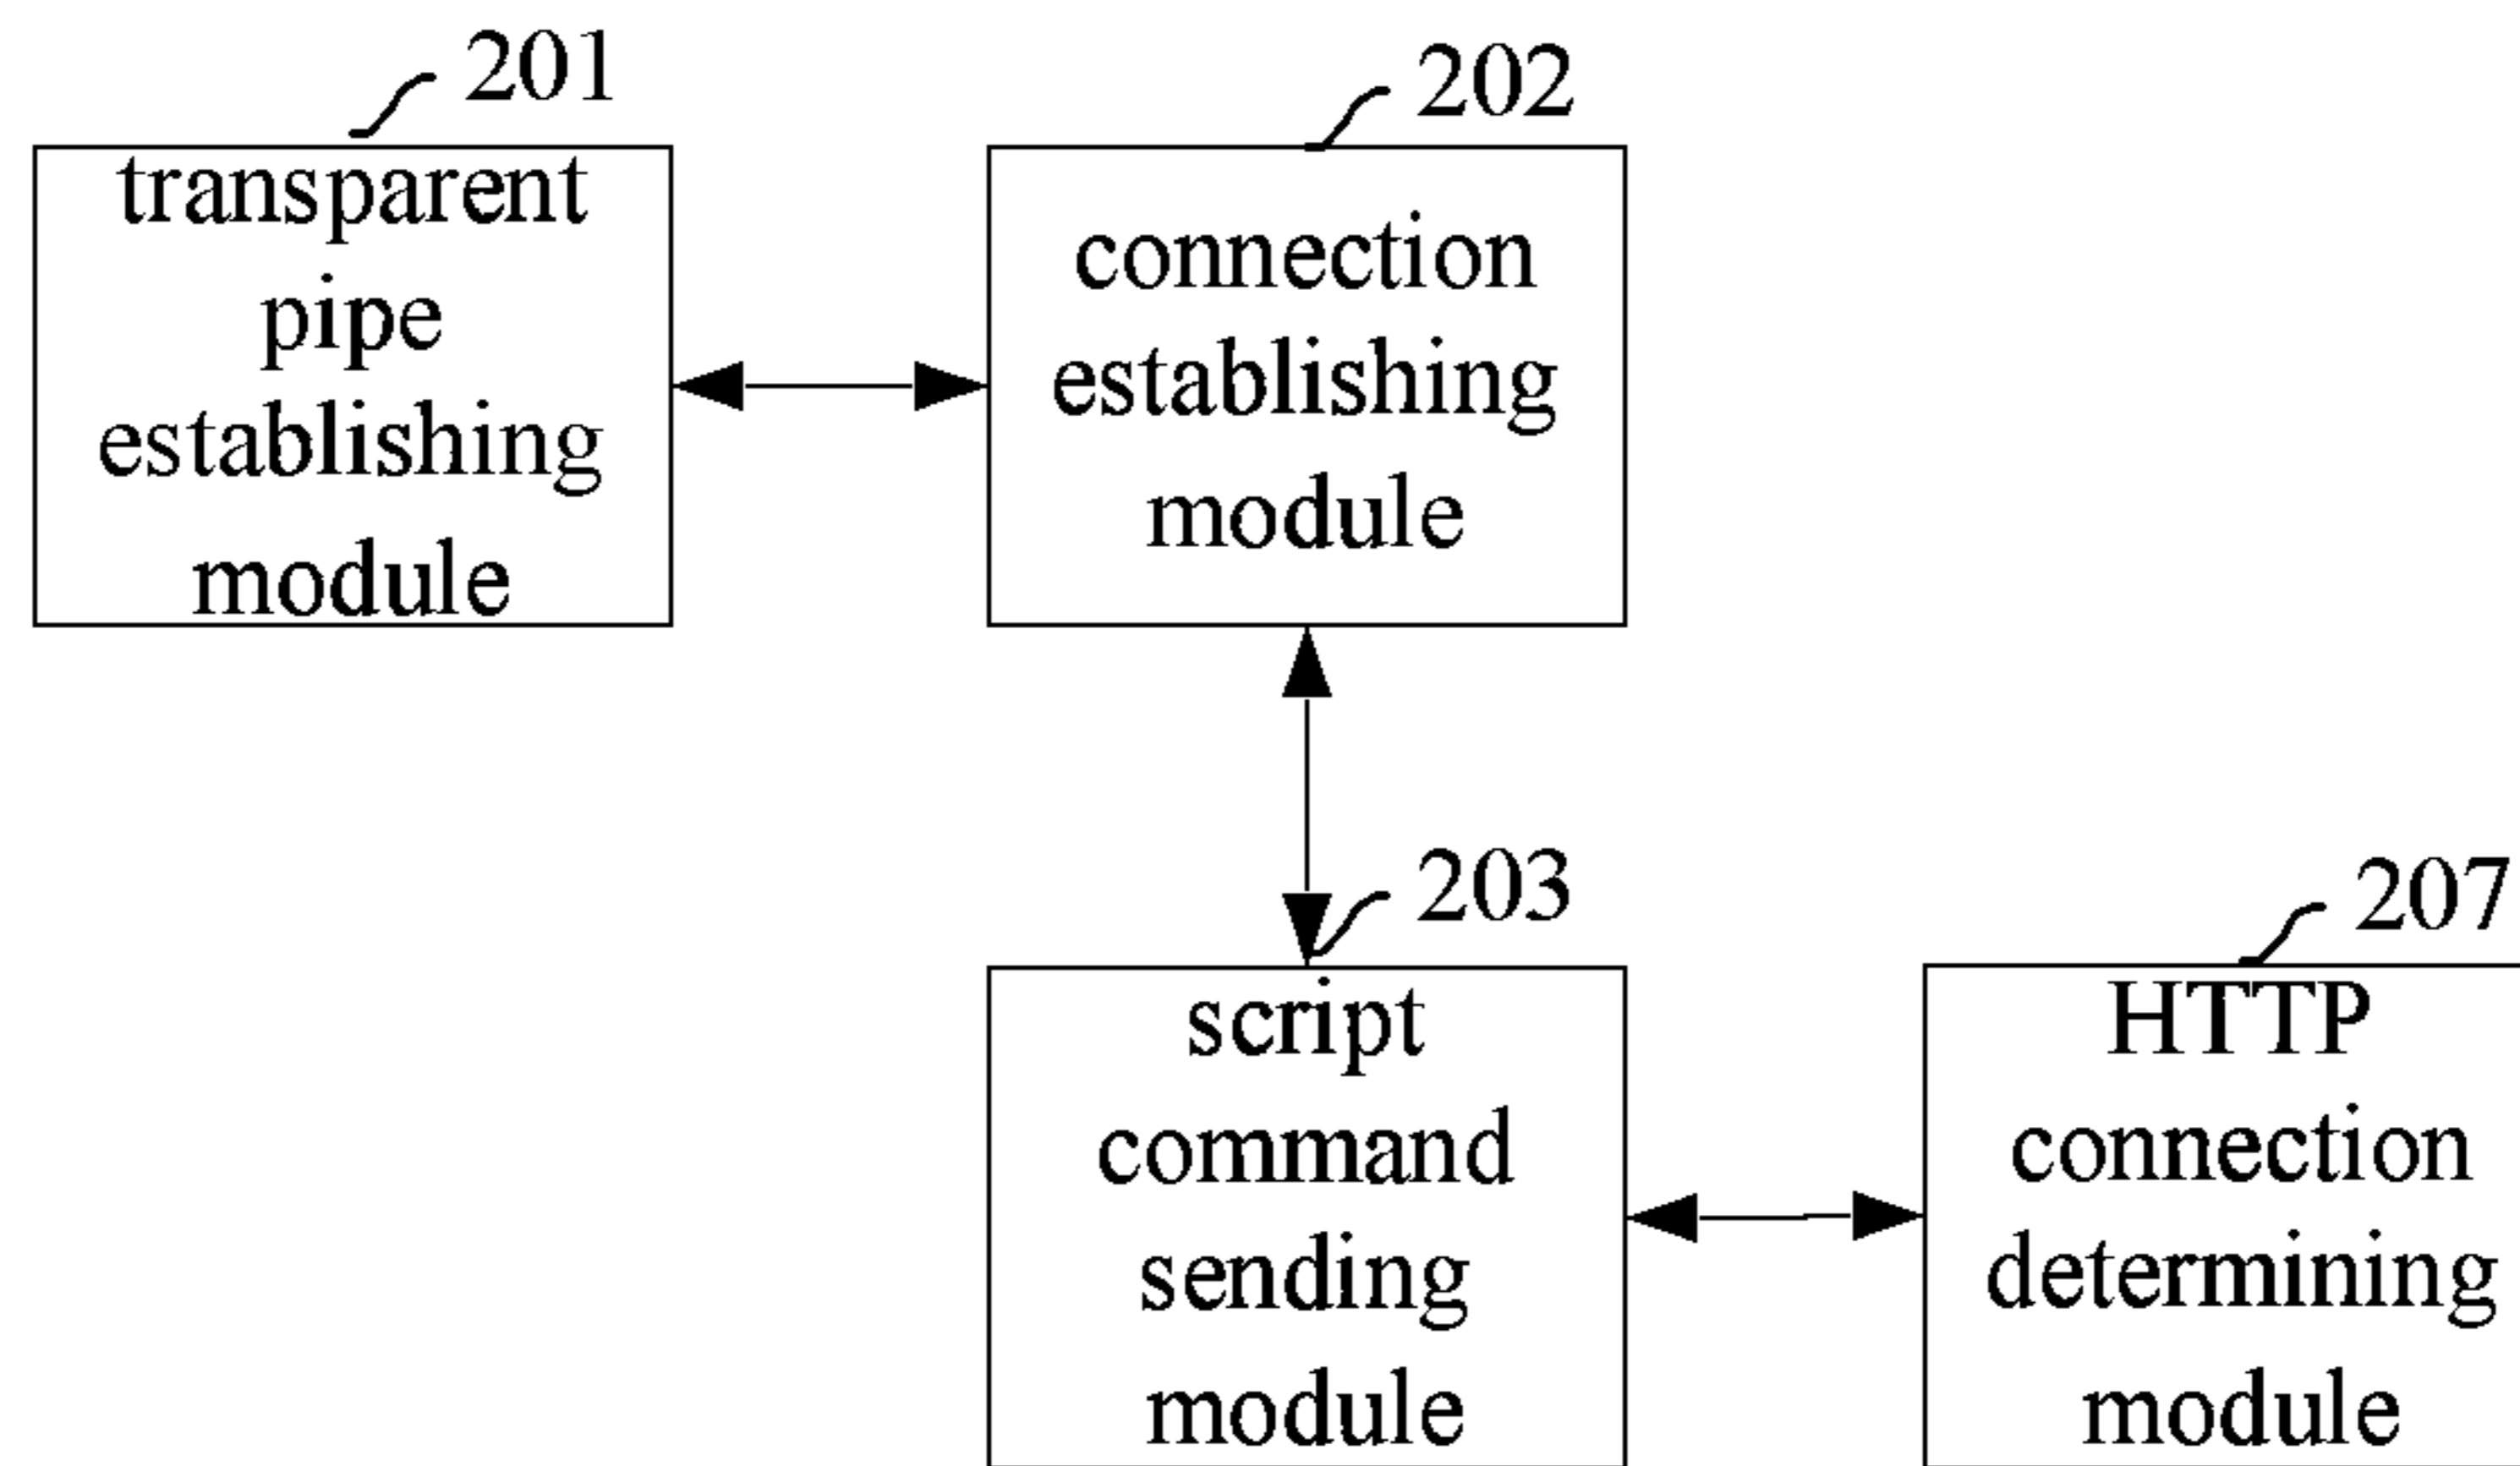 201
transparent
pipe
establishing
module
202
connection
establishing
module
203
script
command
sending
module
207
HTTP
connection
determining
module